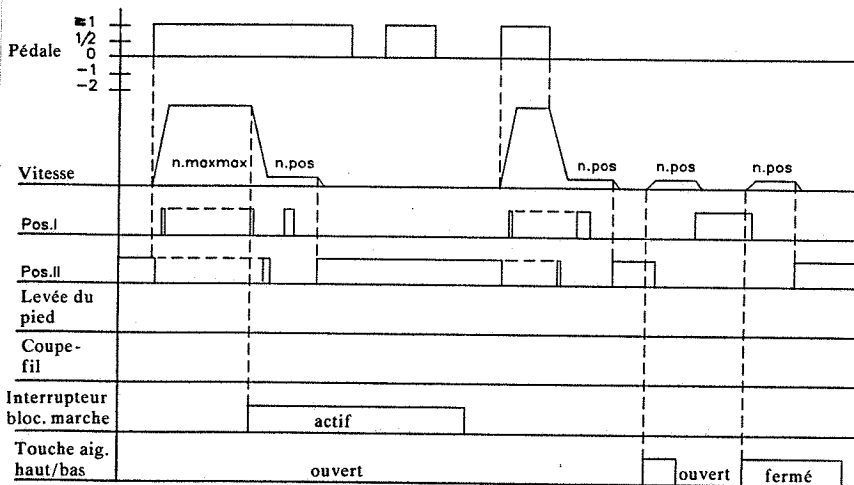 ≥1
1/2
Pédale 0
−1
−2
n.maxmax n.pos n.pos n.pos n.pos
Vitesse
Pos.I
Pos.II
Levée du
pied
Coupe-
fil
Interrupteur
bloc. marche actif
Touche aig.
haut/bas ouvert ouvert fermé